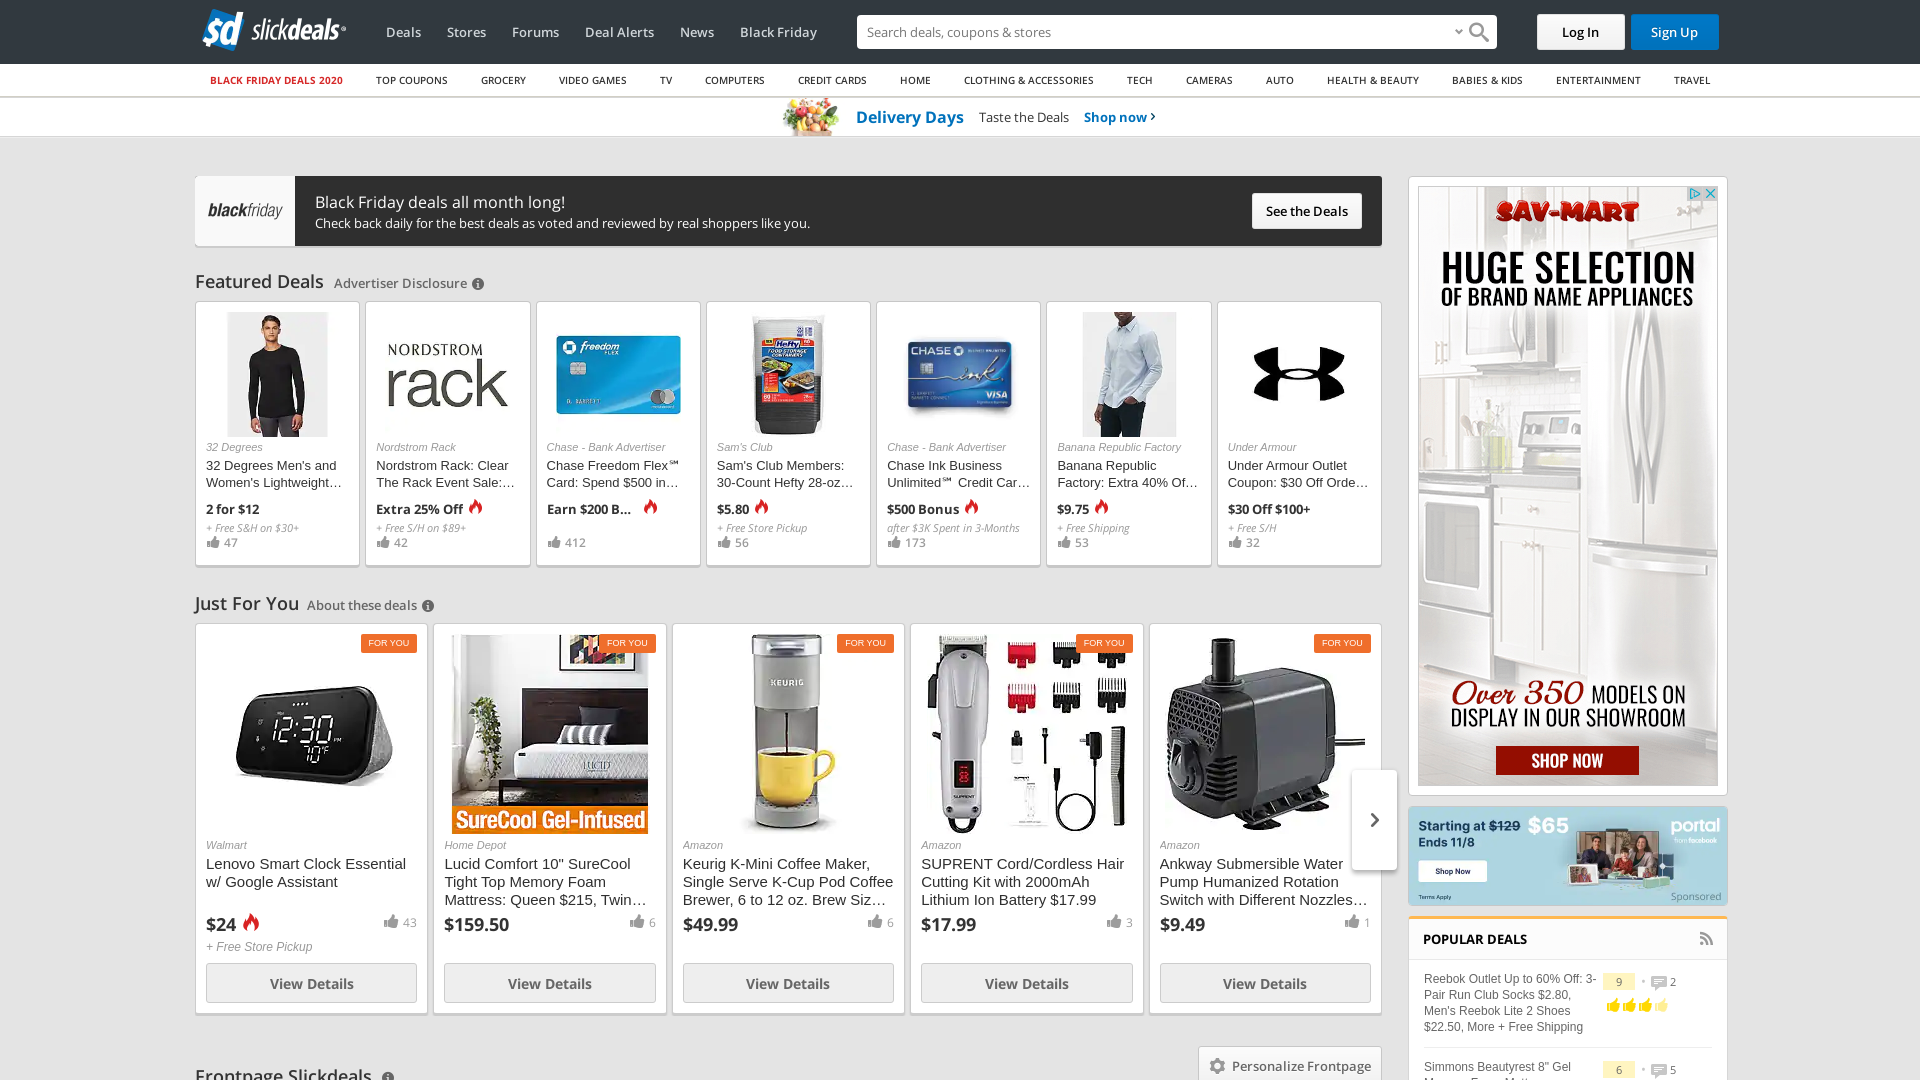 sd slickdeals
Deals Stores Forums Deal Alerts News Black Friday
Search deals, coupons & stores
Log In
Sign Up
BLACK FRIDAY DEALS 2020 TOP COUPONS GROCERY VIDEO GAMES TV COMPUTERS CREDIT CARDS HOME CLOTHING & ACCESSORIES TECH CAMERAS AUTO HEALTH & BEAUTY BABIES & KIDS ENTERTAINMENT TRAVEL
Delivery Days Taste the Deals Shop now
blackfriday
Black Friday deals all month long!
Check back daily for the best deals as voted and reviewed by real shoppers like you.
See the Deals
Featured Deals Advertiser Disclosure
32 Degrees
32 Degrees Men's and
Women's Lightweight…
2 for $12
+ Free S&H on $30+
47
NORDSTROM
rack
Nordstrom Rack
Nordstrom Rack: Clear
The Rack Event Sale:…
Extra 25% Off
+ Free S/H on $89+
42
freedom
FLEX
Chase - Bank Advertiser
Chase Freedom Flex℠
Card: Spend $500 in…
Earn $200 B…
412
Hefty
FOOD STORAGE
CONTAINERS
Sam's Club
Sam's Club Members:
30-Count Hefty 28-oz…
$5.80
+ Free Store Pickup
56
CHASE
BUSINESS UNLIMITED
ink
VISA
Chase - Bank Advertiser
Chase Ink Business
Unlimited℠ Credit Car…
$500 Bonus
after $3K Spent in 3-Months
173
Banana Republic Factory
Banana Republic
Factory: Extra 40% Of…
$9.75
+ Free Shipping
53
Under Armour
Under Armour Outlet
Coupon: $30 Off Orde…
$30 Off $100+
+ Free S/H
32
Just For You About these deals
FOR YOU
12:30 PM
70°F
Walmart
Lenovo Smart Clock Essential
w/ Google Assistant
$24
43
+ Free Store Pickup
View Details
FOR YOU
LUCID
SureCool Gel-Infused
Home Depot
Lucid Comfort 10" SureCool
Tight Top Memory Foam
Mattress: Queen $215, Twin…
$159.50
6
View Details
FOR YOU
KEURIG
Amazon
Keurig K-Mini Coffee Maker,
Single Serve K-Cup Pod Coffee
Brewer, 6 to 12 oz. Brew Siz…
$49.99
6
View Details
FOR YOU
SUPRENT
Amazon
SUPRENT Cord/Cordless Hair
Cutting Kit with 2000mAh
Lithium Ion Battery $17.99
$17.99
3
View Details
FOR YOU
Amazon
Ankway Submersible Water
Pump Humanized Rotation
Switch with Different Nozzles…
$9.49
1
View Details
Frontpage Slickdeals
Personalize Frontpage
SAV-MART
HUGE SELECTION
OF BRAND NAME APPLIANCES
Over 350 MODELS ON
DISPLAY IN OUR SHOWROOM
SHOP NOW
Starting at $129 $65
Ends 11/8
Shop Now
Terms Apply
portal
from facebook
Sponsored
POPULAR DEALS
Reebok Outlet Up to 60% Off: 3-
Pair Run Club Socks $2.80,
Men's Reebok Lite 2 Shoes
$22.50, More + Free Shipping
9 • 2
Simmons Beautyrest 8" Gel
6 • 5